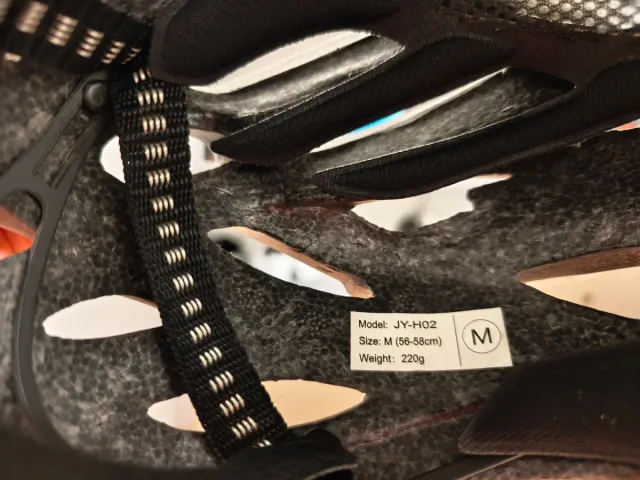 Model: JY-H02
Size: M (56-58cm)
Weight: 220g
M